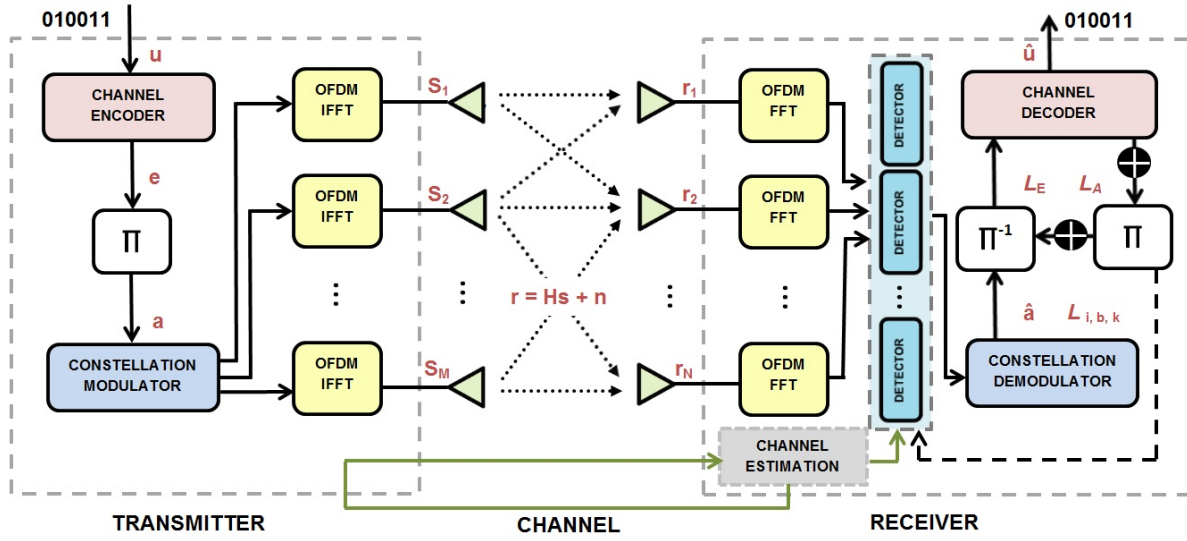 010011
u
CHANNEL
ENCODER
e
Π
a
CONSTELLATION
MODULATOR
OFDM
IFFT
OFDM
IFFT
OFDM
IFFT
S1
S2
SM
r = Hs + n
r1
r2
rN
OFDM
FFT
OFDM
FFT
OFDM
FFT
DETECTOR
DETECTOR
DETECTOR
CHANNEL
ESTIMATION
010011
û
CHANNEL
DECODER
LE
LA
Π-1
Π
â
L i, b, k
CONSTELLATION
DEMODULATOR
TRANSMITTER
CHANNEL
RECEIVER